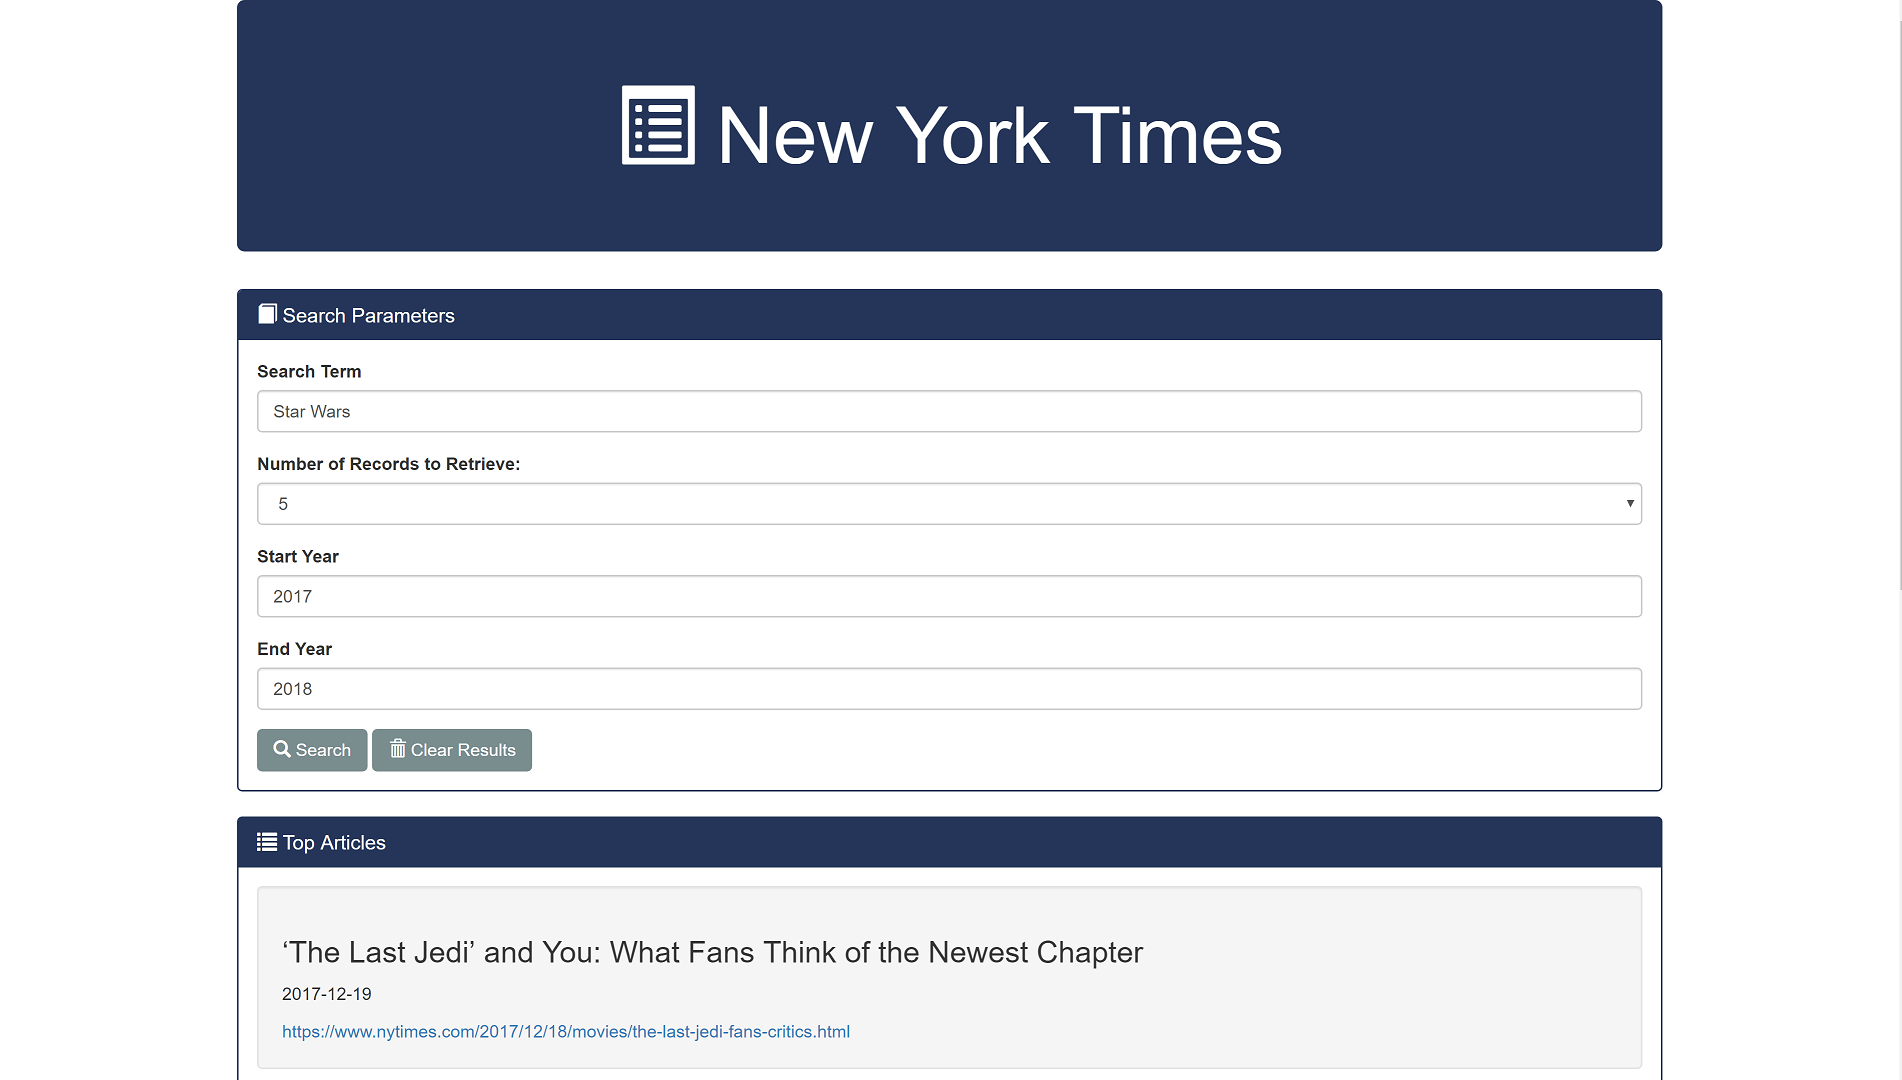 New York Times
Search Parameters
Search Term
Star Wars
Number of Records to Retrieve:
5
Start Year
2017
End Year
2018
Search Clear Results
Top Articles
‘The Last Jedi’ and You: What Fans Think of the Newest Chapter
2017-12-19
https://www.nytimes.com/2017/12/18/movies/the-last-jedi-fans-critics.html